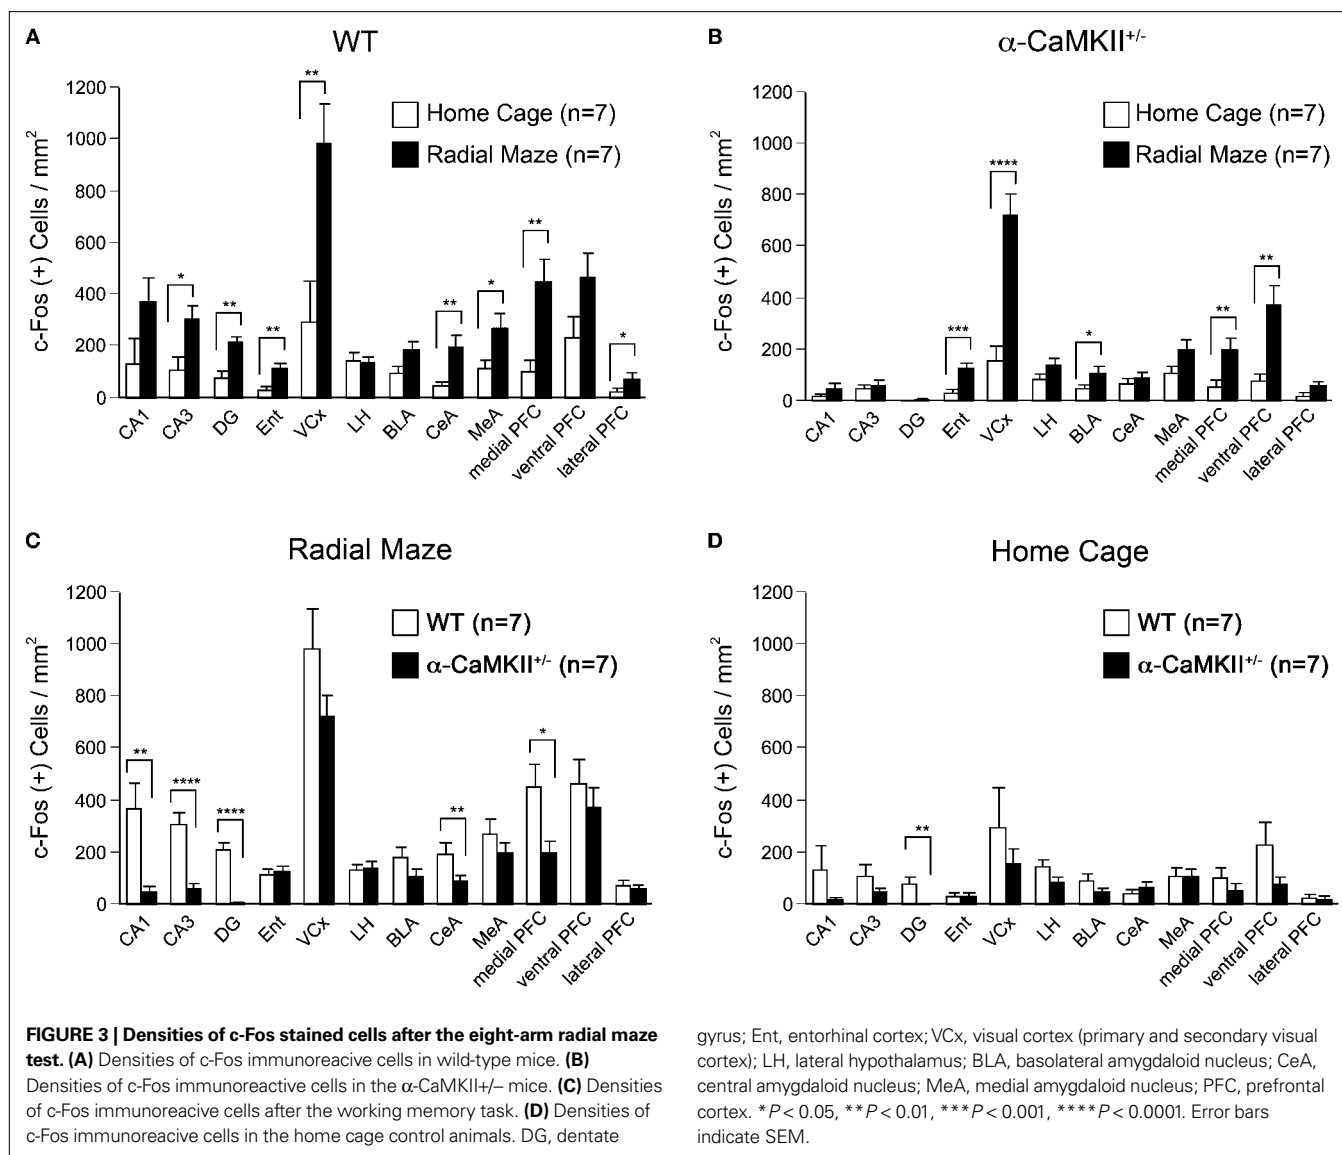 A
WT
1200
1000
800
600
400
200
0
c-Fos (+) Cells / mm²
Home Cage (n=7)
Radial Maze (n=7)
*
**
**
**
**
*
**
*
CA1
CA3
DG
Ent
VCx
LH
BLA
CeA
MeA
medial PFC
ventral PFC
lateral PFC
B
α-CaMKII+/-
1200
1000
800
600
400
200
0
c-Fos (+) Cells / mm²
Home Cage (n=7)
Radial Maze (n=7)
***
****
*
**
**
CA1
CA3
DG
Ent
VCx
LH
BLA
CeA
MeA
medial PFC
ventral PFC
lateral PFC
C
Radial Maze
1200
1000
800
600
400
200
0
c-Fos (+) Cells / mm²
WT (n=7)
α-CaMKII+/- (n=7)
**
****
****
**
*
CA1
CA3
DG
Ent
VCx
LH
BLA
CeA
MeA
medial PFC
ventral PFC
lateral PFC
D
Home Cage
1200
1000
800
600
400
200
0
c-Fos (+) Cells / mm²
WT (n=7)
α-CaMKII+/- (n=7)
**
CA1
CA3
DG
Ent
VCx
LH
BLA
CeA
MeA
medial PFC
ventral PFC
lateral PFC
FIGURE 3 | Densities of c-Fos stained cells after the eight-arm radial maze
test. (A) Densities of c-Fos immunoreacive cells in wild-type mice. (B)
Densities of c-Fos immunoreactive cells in the α-CaMKII+/– mice. (C) Densities
of c-Fos immunoreacive cells after the working memory task. (D) Densities of
c-Fos immunoreacive cells in the home cage control animals. DG, dentate
gyrus; Ent, entorhinal cortex; VCx, visual cortex (primary and secondary visual
cortex); LH, lateral hypothalamus; BLA, basolateral amygdaloid nucleus; CeA,
central amygdaloid nucleus; MeA, medial amygdaloid nucleus; PFC, prefrontal
cortex. *P < 0.05, **P < 0.01, ***P < 0.001, ****P < 0.0001. Error bars
indicate SEM.